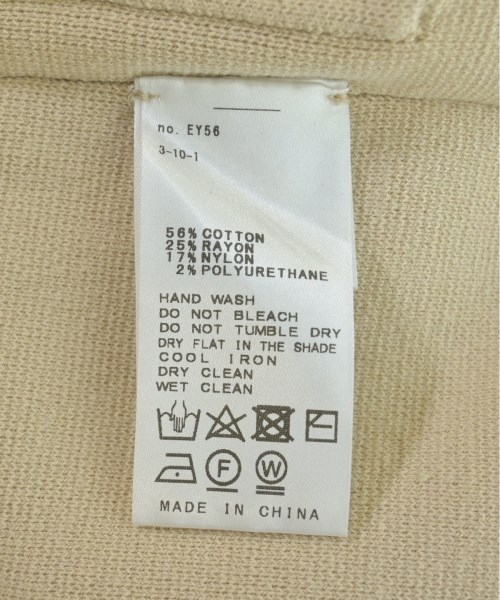 no. EY56
3-10-1
56% COTTON
25% RAYON
17% NYLON
2% POLYURETHANE
HAND WASH
DO NOT BLEACH
DO NOT TUMBLE DRY
DRY FLAT IN THE SHADE
COOL IRON
DRY CLEAN
WET CLEAN
F W
MADE IN CHINA